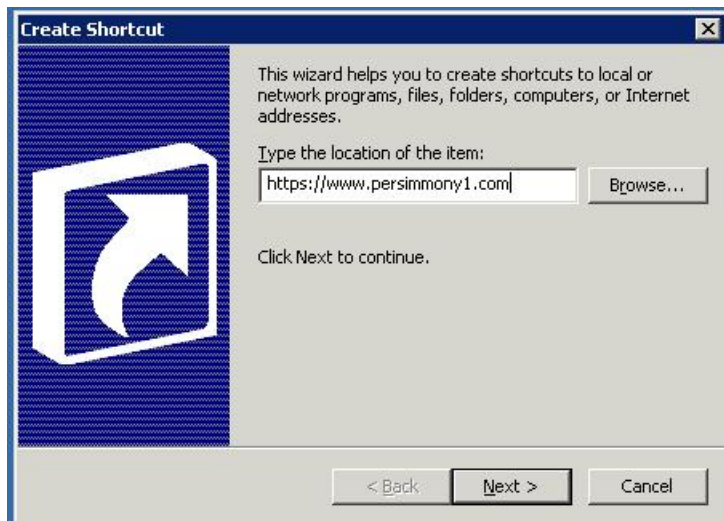 Create Shortcut
This wizard helps you to create shortcuts to local or
network programs, files, folders, computers, or Internet
addresses.
Type the location of the item:
https://www.persimmony1.com
Browse...
Click Next to continue.
< Back
Next >
Cancel